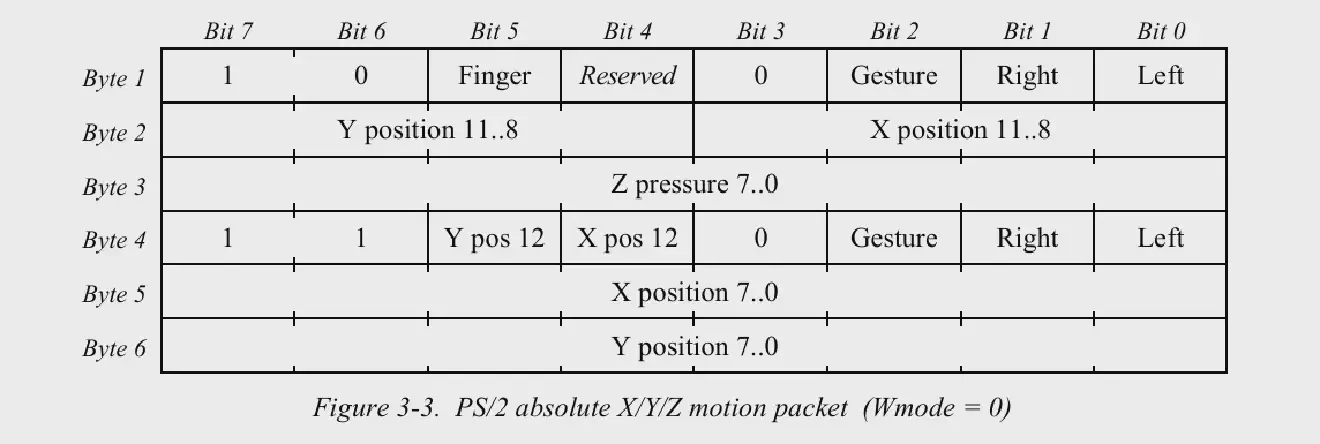 Bit 7 Bit 6 Bit 5 Bit 4 Bit 3 Bit 2 Bit 1 Bit 0
Byte 1 1 0 Finger Reserved 0 Gesture Right Left
Byte 2 Y position 11..8 X position 11..8
Byte 3 Z pressure 7..0
Byte 4 1 1 Y pos 12 X pos 12 0 Gesture Right Left
Byte 5 X position 7..0
Byte 6 Y position 7..0
Figure 3-3. PS/2 absolute X/Y/Z motion packet (Wmode = 0)